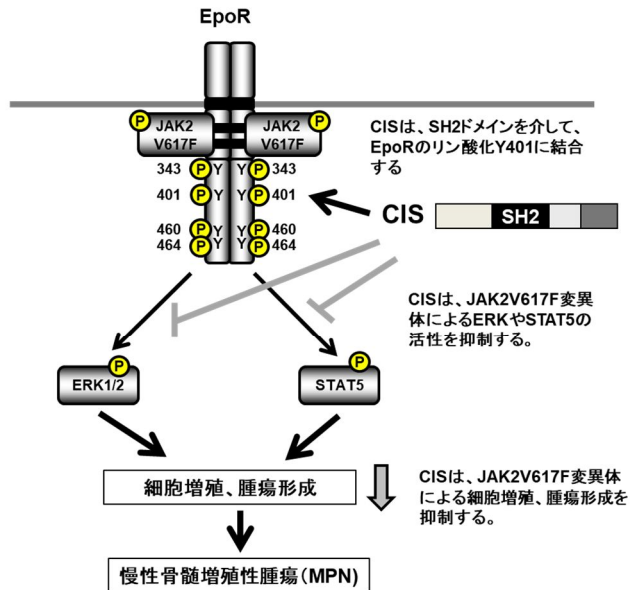 EpoR
P JAK2 V617F
JAK2 V617F P
CISは、SH2ドメインを介して、
EpoRのリン酸化Y401に結合
する
343 P Y Y P 343
401 P Y Y P 401
CIS SH2
460 P Y Y P 460
464 P Y Y P 464
CISは、JAK2V617F変異
体によるERKやSTAT5の
活性を抑制する。
P
ERK1/2
P
STAT5
細胞増殖、腫瘍形成
CISは、JAK2V617F変異体
による細胞増殖、腫瘍形成を
抑制する。
慢性骨髄増殖性腫瘍(MPN)